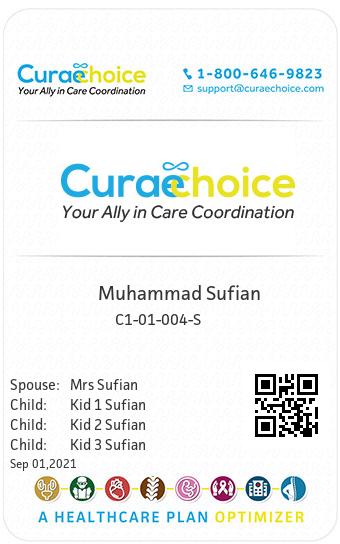 Curaechoice
Your Ally in Care Coordination
1-800-646-9823
support@curaechoice.com
Curaechoice
Your Ally in Care Coordination
Muhammad Sufian
C1-01-004-S
Spouse: Mrs Sufian
Child: Kid 1 Sufian
Child: Kid 2 Sufian
Child: Kid 3 Sufian
Sep 01,2021
A HEALTHCARE PLAN OPTIMIZER